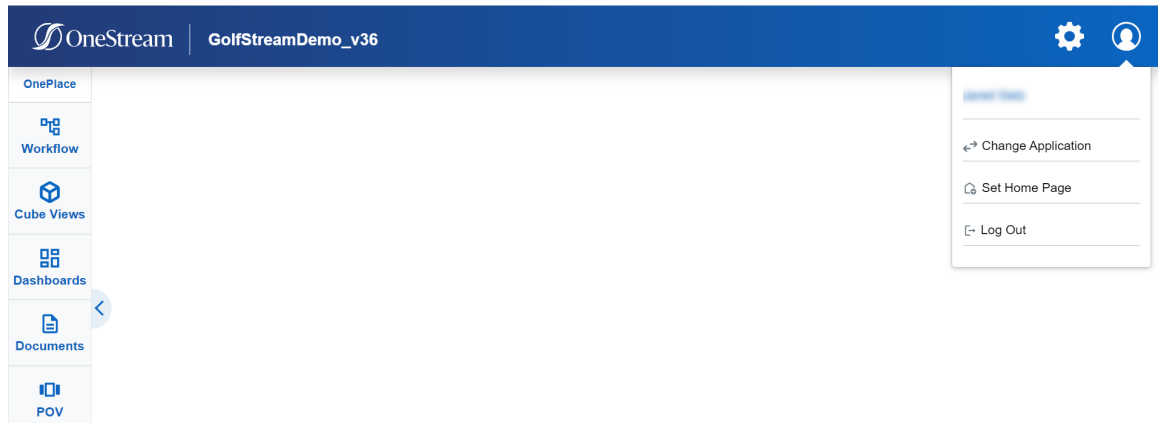 OneStream
GolfStreamDemo_v36
OnePlace
Workflow
Cube Views
Dashboards
Documents
POV
Change Application
Set Home Page
Log Out